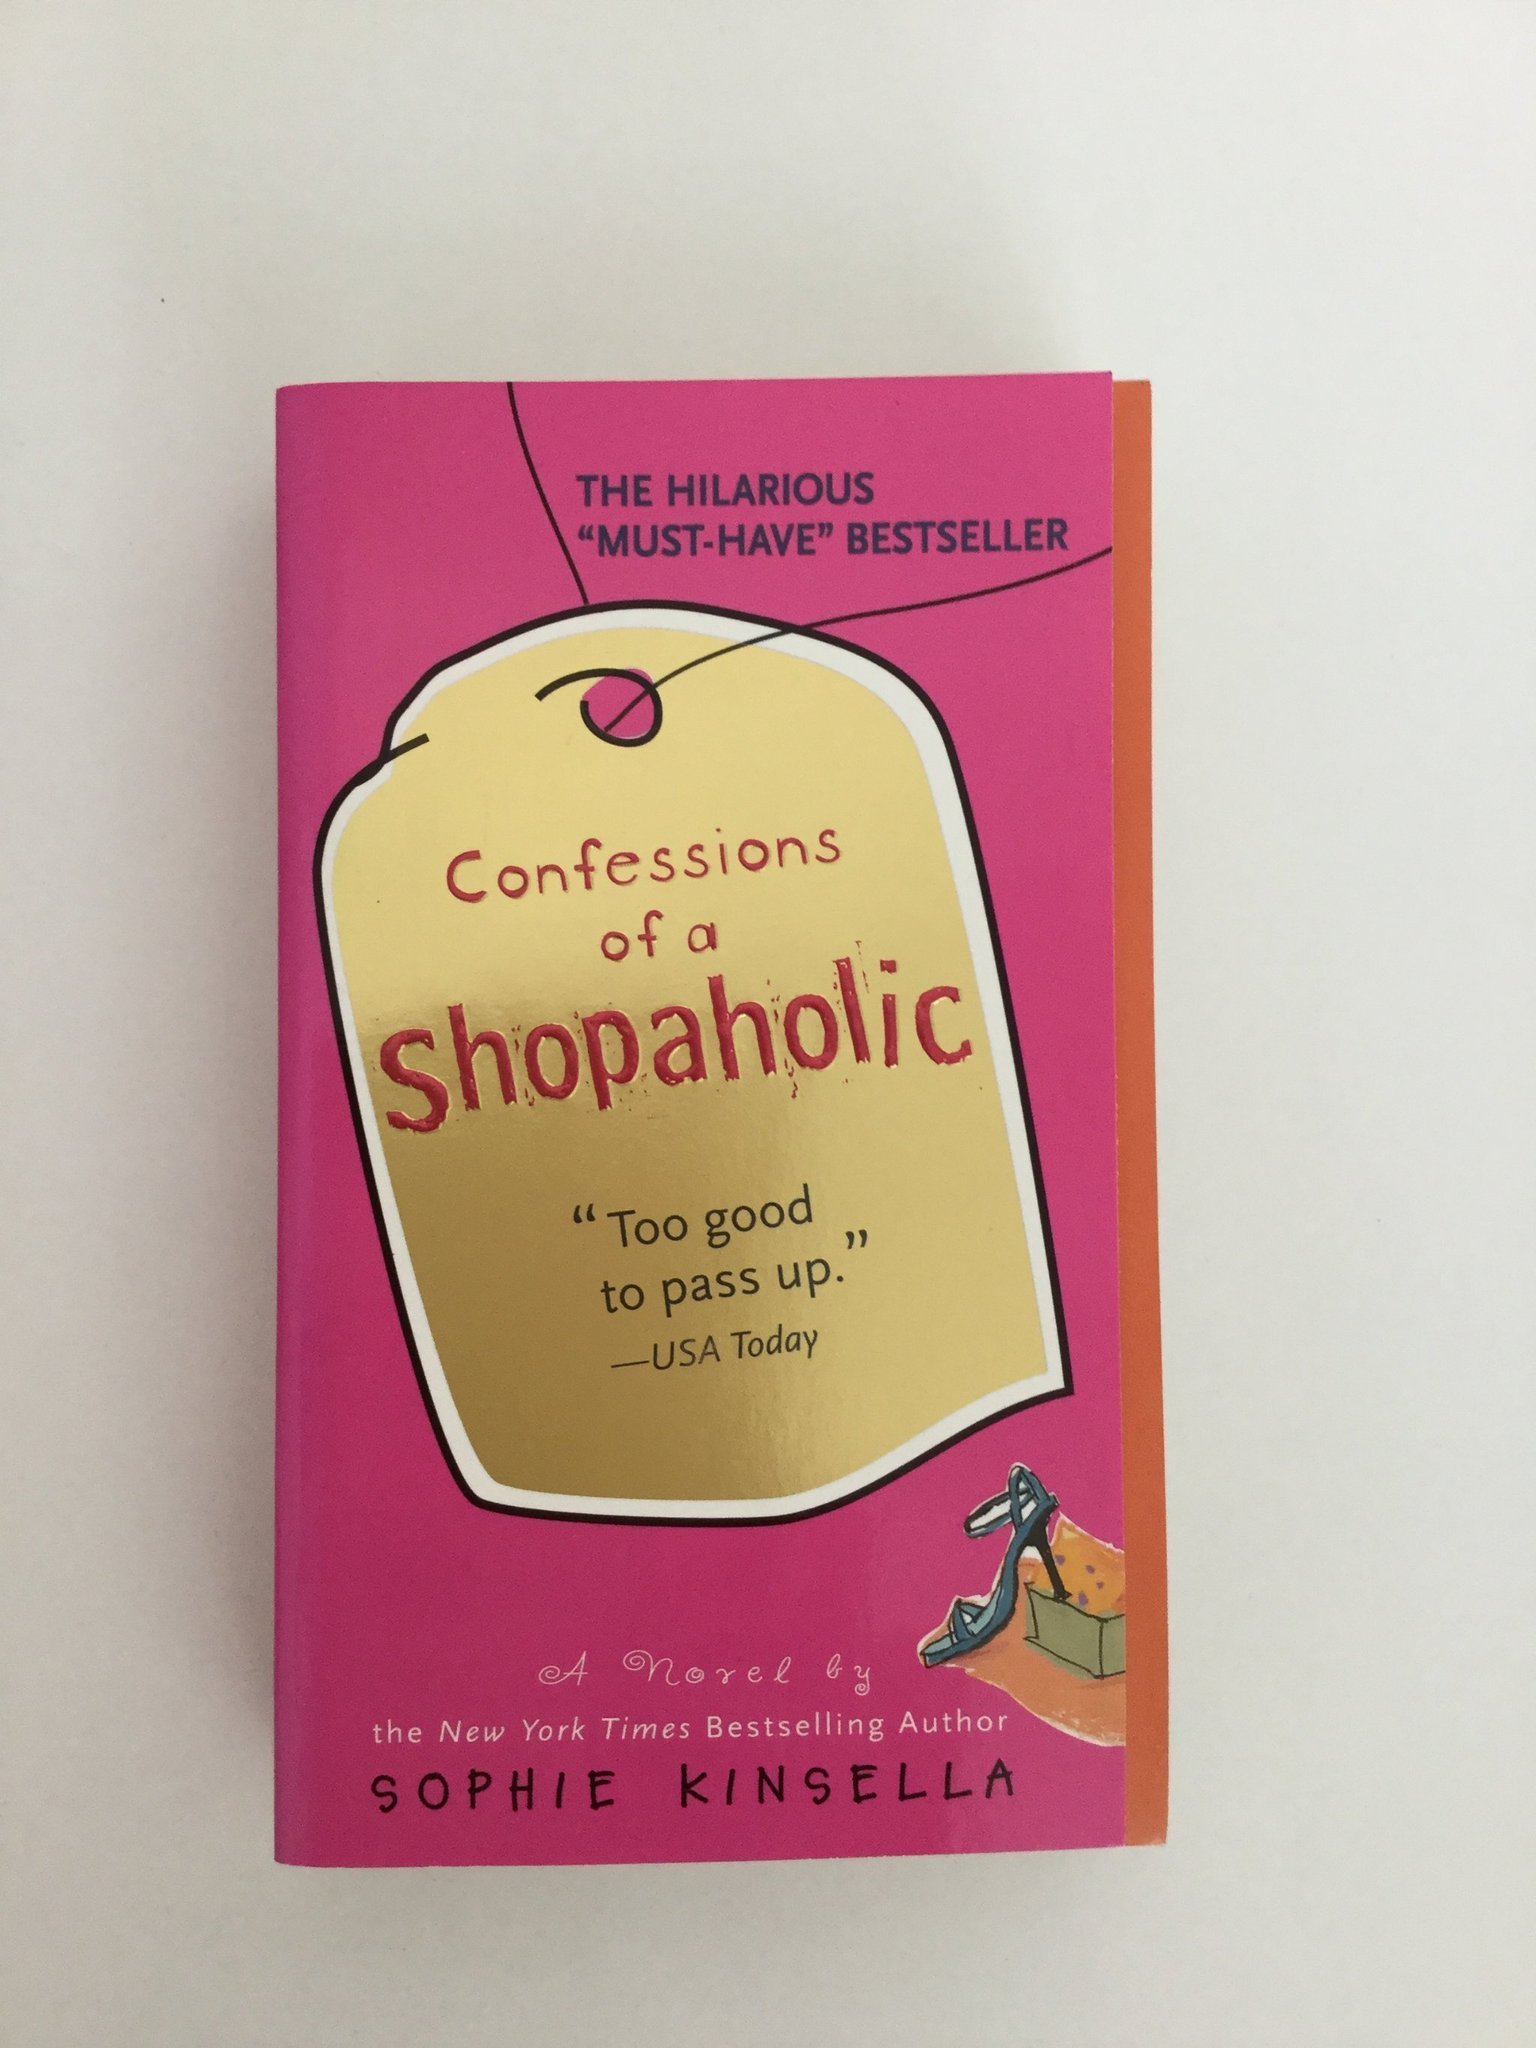 THE HILARIOUS
“MUST-HAVE” BESTSELLER
Confessions
of a
Shopaholic
“Too good
to pass up.”
—USA Today
A Novel by
the New York Times Bestselling Author
SOPHIE KINSELLA